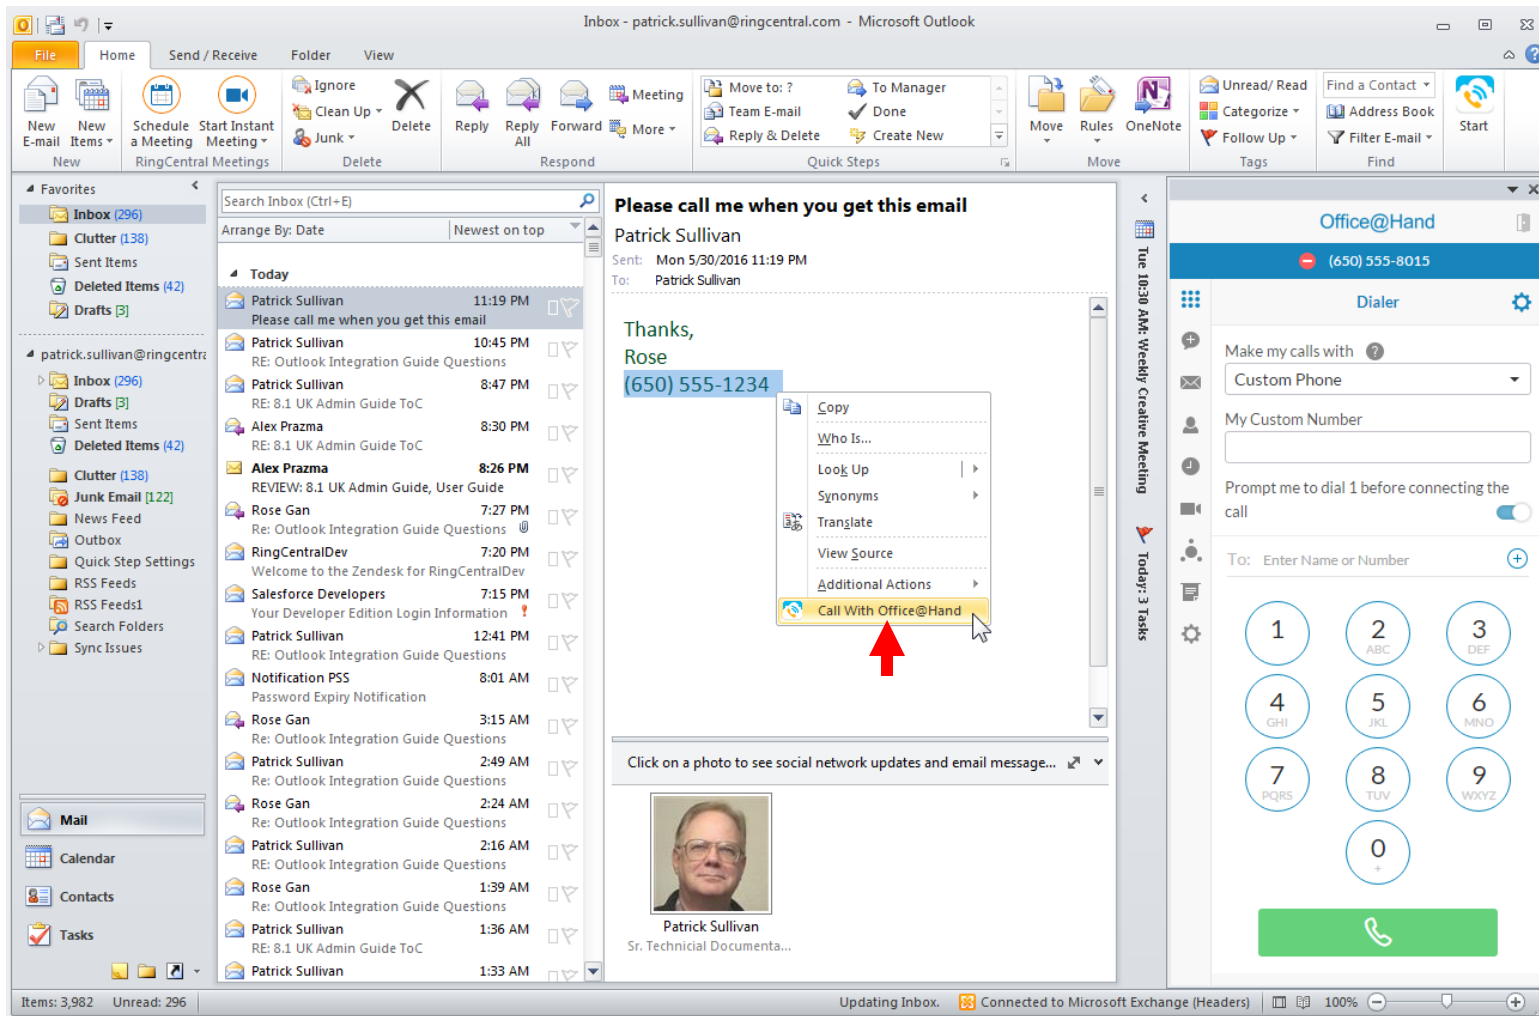 Inbox - patrick.sullivan@ringcentral.com - Microsoft Outlook
File Home Send / Receive Folder View
New E-mail
New Items
New
Schedule a Meeting
Start Instant Meeting
RingCentral Meetings
Ignore
Clean Up
Junk
Delete
Delete
Reply
Reply All
Forward
Meeting
More
Respond
Move to: ?
Team E-mail
Reply & Delete
To Manager
Done
Create New
Quick Steps
Move
Rules
OneNote
Move
Unread/ Read
Categorize
Follow Up
Tags
Find a Contact
Address Book
Filter E-mail
Find
Start
Favorites
Inbox (296)
Clutter (138)
Sent Items
Deleted Items (42)
Drafts [3]
patrick.sullivan@ringcentra
Inbox (296)
Drafts [3]
Sent Items
Deleted Items (42)
Clutter (138)
Junk Email [122]
News Feed
Outbox
Quick Step Settings
RSS Feeds
RSS Feeds1
Search Folders
Sync Issues
Mail
Calendar
Contacts
Tasks
Search Inbox (Ctrl+E)
Arrange By: Date Newest on top
Today
Patrick Sullivan 11:19 PM
Please call me when you get this email
Patrick Sullivan 10:45 PM
RE: Outlook Integration Guide Questions
Patrick Sullivan 8:47 PM
RE: 8.1 UK Admin Guide ToC
Alex Prazma 8:30 PM
RE: 8.1 UK Admin Guide ToC
Alex Prazma 8:26 PM
REVIEW: 8.1 UK Admin Guide, User Guide
Rose Gan 7:27 PM
Re: Outlook Integration Guide Questions
RingCentralDev 7:20 PM
Welcome to the Zendesk for RingCentralDev
Salesforce Developers 7:15 PM
Your Developer Edition Login Information
Patrick Sullivan 12:41 PM
RE: Outlook Integration Guide Questions
Notification PSS 8:01 AM
Password Expiry Notification
Rose Gan 3:15 AM
Re: Outlook Integration Guide Questions
Patrick Sullivan 2:49 AM
Re: Outlook Integration Guide Questions
Rose Gan 2:24 AM
Re: Outlook Integration Guide Questions
Patrick Sullivan 2:16 AM
RE: Outlook Integration Guide Questions
Rose Gan 1:39 AM
Re: Outlook Integration Guide Questions
Patrick Sullivan 1:36 AM
RE: 8.1 UK Admin Guide ToC
Patrick Sullivan 1:33 AM
Please call me when you get this email
Patrick Sullivan
Sent: Mon 5/30/2016 11:19 PM
To: Patrick Sullivan
Thanks,
Rose
(650) 555-1234
Copy
Who Is...
Look Up
Synonyms
Translate
View Source
Additional Actions
Call With Office@Hand
Click on a photo to see social network updates and email message...
Patrick Sullivan
Sr. Technicial Documenta...
Tue 10:30 AM: Weekly Creative Meeting
Today: 3 Tasks
Office@Hand
(650) 555-8015
Dialer
Make my calls with ?
Custom Phone
My Custom Number
Prompt me to dial 1 before connecting the
call
To: Enter Name or Number
1 2 3
ABC DEF
4 5 6
GHI JKL MNO
7 8 9
PQRS TUV WXYZ
0
+
Items: 3,982 Unread: 296 Updating Inbox. Connected to Microsoft Exchange (Headers) 100%